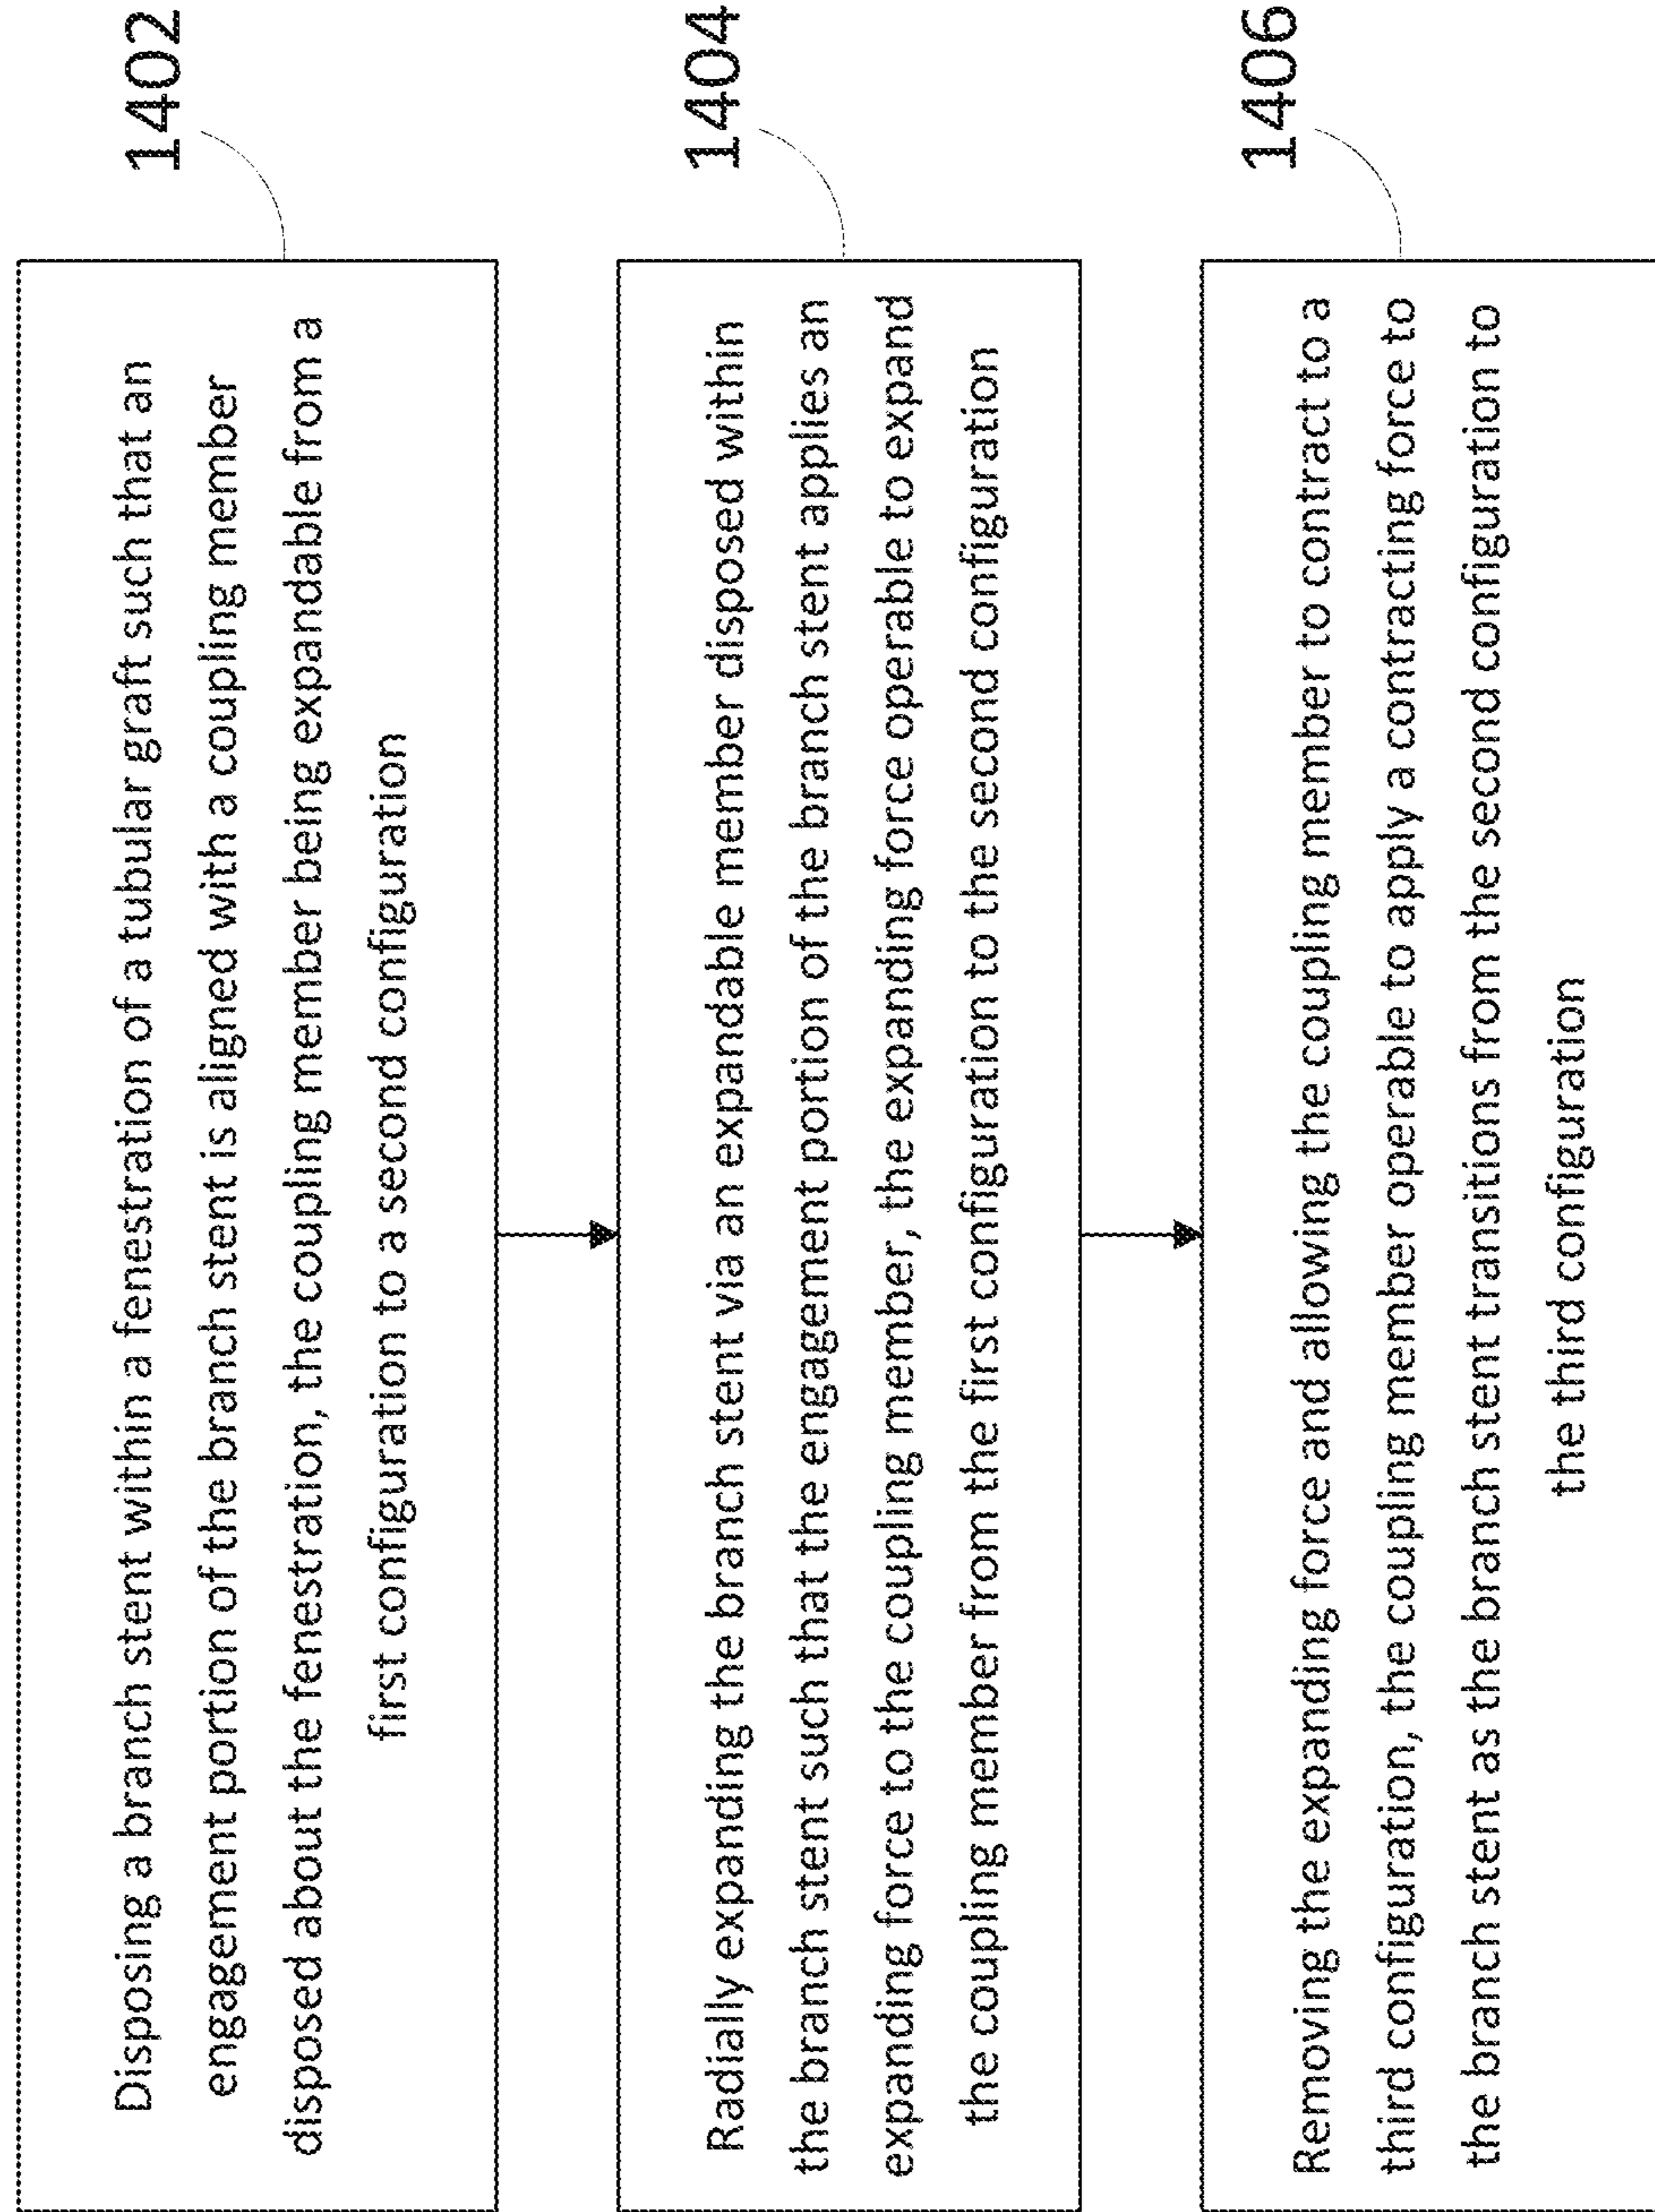 Disposing a branch stent within a fenestration of a tubular graft such that an
engagement portion of the branch stent is aligned with a coupling member
disposed about the fenestration, the coupling member being expandable from a
first configuration to a second configuration
1402
Radially expanding the branch stent via an expandable member disposed within
the branch stent such that the engagement portion of the branch stent applies an
expanding force to the coupling member, the expanding force operable to expand
the coupling member from the first configuration to the second configuration
1404
Removing the expanding force and allowing the coupling member to contract to a
third configuration, the coupling member operable to apply a contracting force to
the branch stent as the branch stent transitions from the second configuration to
the third configuration
1406